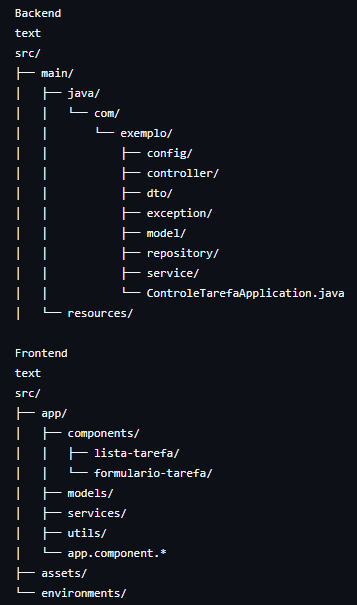 Backend
text
src/
├── main/
│   ├── java/
│   │   └── com/
│   │       └── exemplo/
│   │           ├── config/
│   │           ├── controller/
│   │           ├── dto/
│   │           ├── exception/
│   │           ├── model/
│   │           ├── repository/
│   │           ├── service/
│   │           └── ControleTarefaApplication.java
│   └── resources/

Frontend
text
src/
├── app/
│   ├── components/
│   │   ├── lista-tarefa/
│   │   └── formulario-tarefa/
│   ├── models/
│   ├── services/
│   ├── utils/
│   └── app.component.*
├── assets/
└── environments/